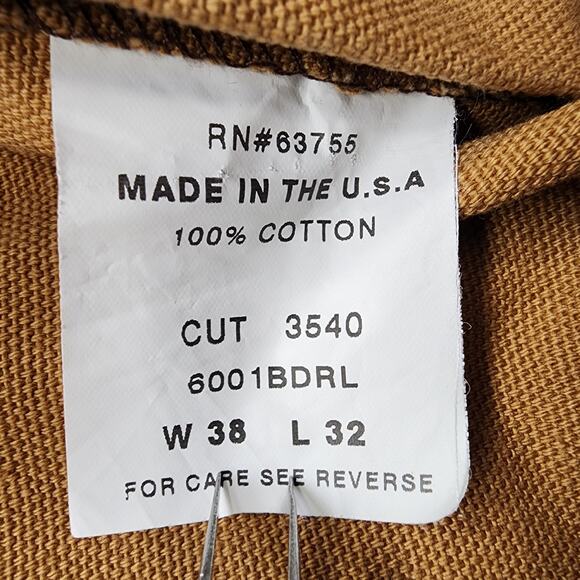 RN#63755
MADE IN THE U.S.A
100% COTTON
CUT 3540
6001BDRL
W 38 L 32
FOR CARE SEE REVERSE